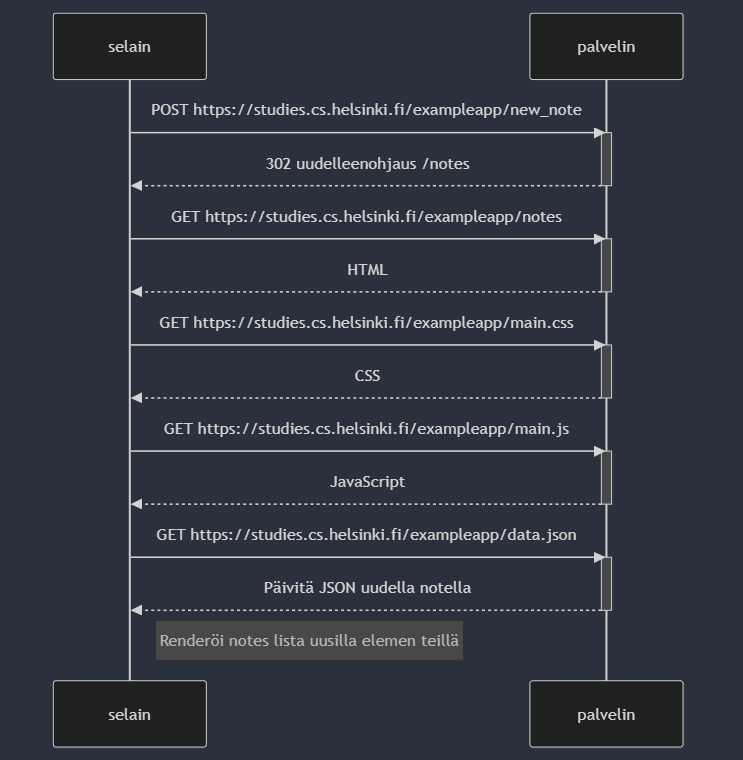 selain
palvelin
POST https://studies.cs.helsinki.fi/exampleapp/new_note
302 uudelleenohjaus /notes
GET https://studies.cs.helsinki.fi/exampleapp/notes
HTML
GET https://studies.cs.helsinki.fi/exampleapp/main.css
CSS
GET https://studies.cs.helsinki.fi/exampleapp/main.js
JavaScript
GET https://studies.cs.helsinki.fi/exampleapp/data.json
Päivitä JSON uudella notella
Renderöi notes lista uusilla elemen teillä
selain
palvelin